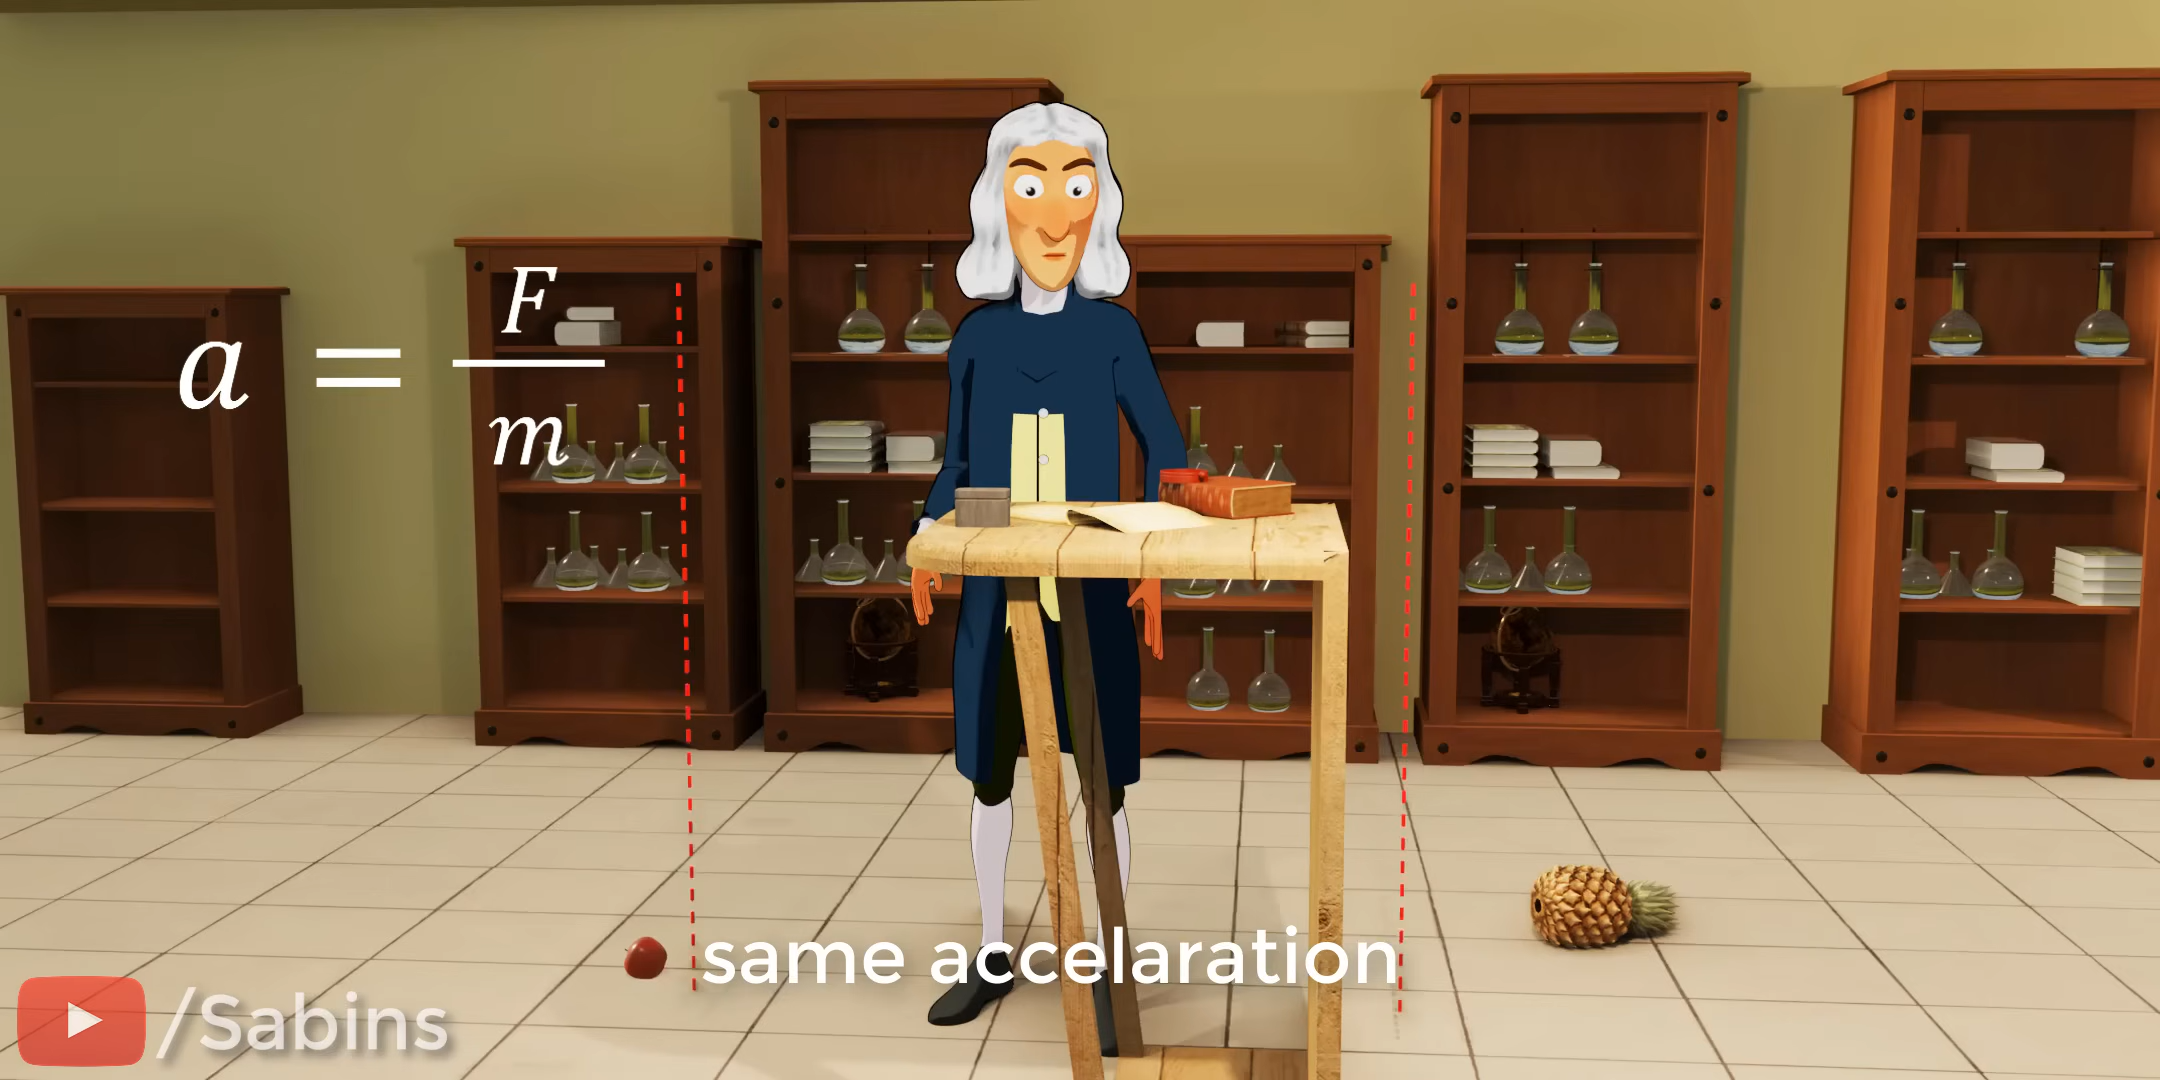 a = F/m
same accelaration
/Sabins